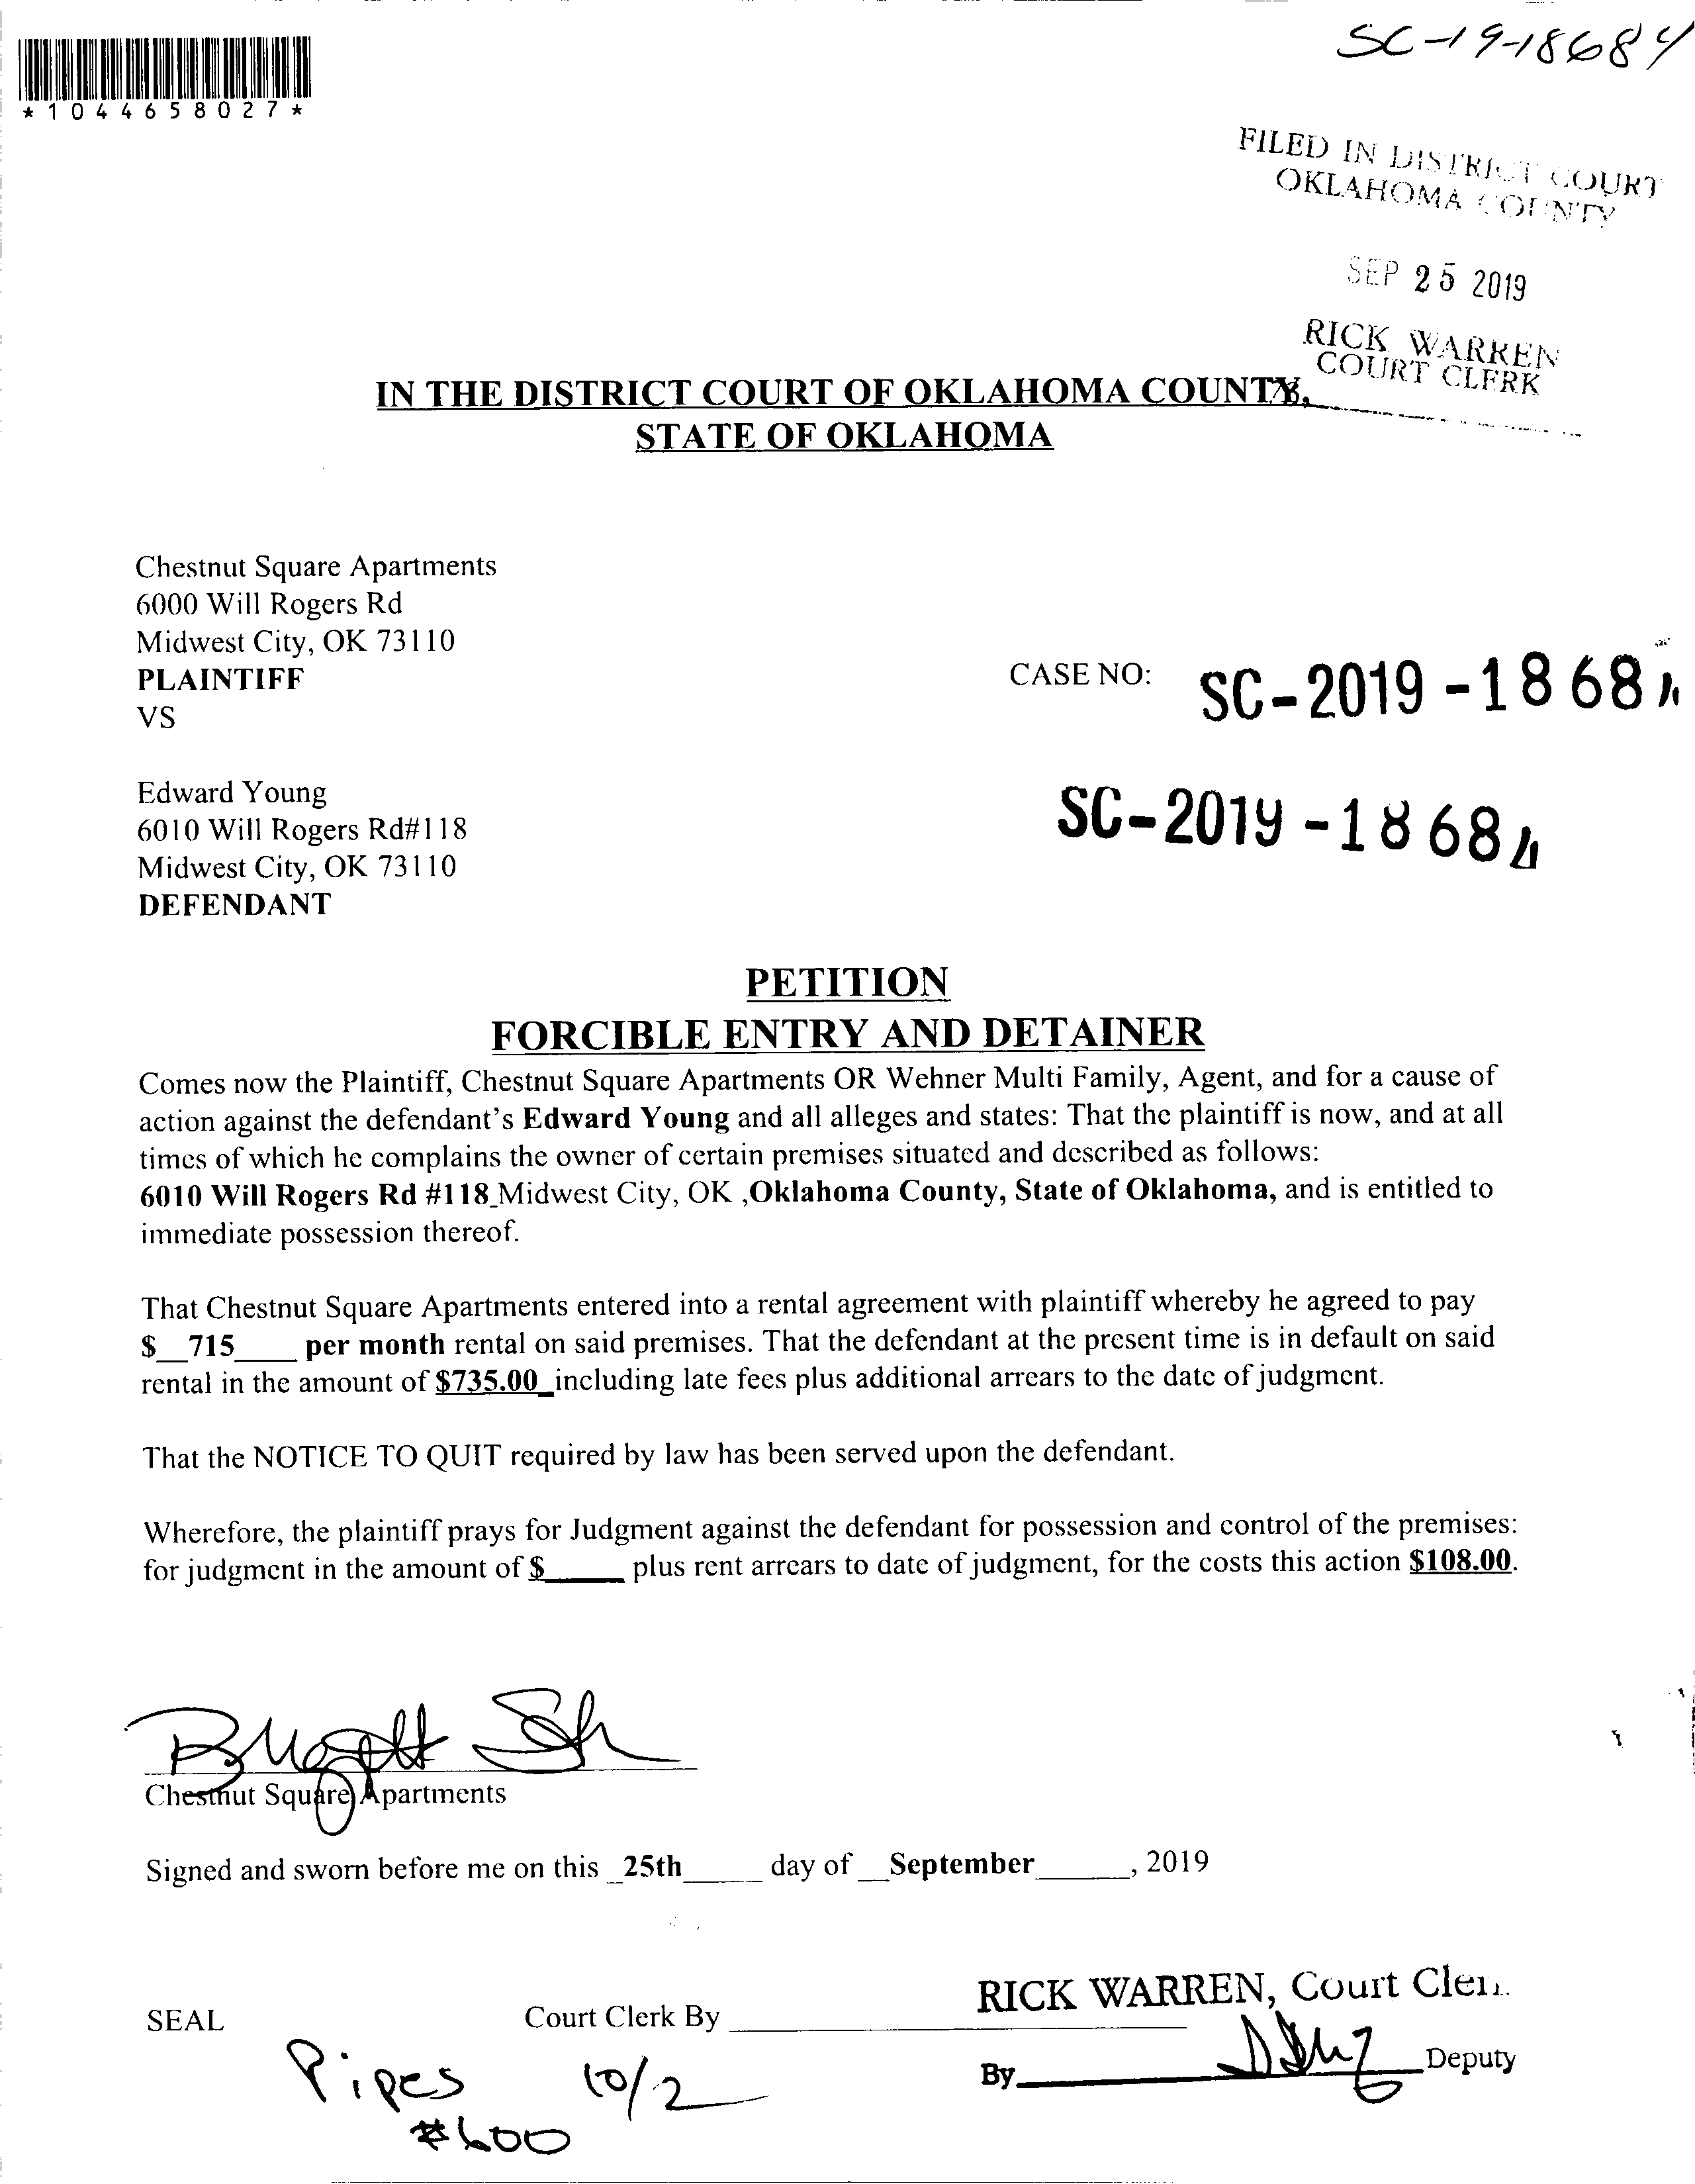 SC-19-18684
*1044658027*
FILED IN DISTRICT COURT
OKLAHOMA COUNTY
SEP 25 2019
RICK WARREN
COURT CLERK
IN THE DISTRICT COURT OF OKLAHOMA COUNTY,
STATE OF OKLAHOMA
Chestnut Square Apartments
6000 Will Rogers Rd
Midwest City, OK 73110
PLAINTIFF
VS
CASE NO: SC-2019-18684
Edward Young
6010 Will Rogers Rd#118
Midwest City, OK 73110
DEFENDANT
SC-2019-18684
PETITION
FORCIBLE ENTRY AND DETAINER
Comes now the Plaintiff, Chestnut Square Apartments OR Wehner Multi Family, Agent, and for a cause of
action against the defendant's Edward Young and all alleges and states: That the plaintiff is now, and at all
times of which he complains the owner of certain premises situated and described as follows:
6010 Will Rogers Rd #118_Midwest City, OK ,Oklahoma County, State of Oklahoma, and is entitled to
immediate possession thereof.
That Chestnut Square Apartments entered into a rental agreement with plaintiff whereby he agreed to pay
$__715____ per month rental on said premises. That the defendant at the present time is in default on said
rental in the amount of $735.00_including late fees plus additional arrears to the date of judgment.
That the NOTICE TO QUIT required by law has been served upon the defendant.
Wherefore, the plaintiff prays for Judgment against the defendant for possession and control of the premises:
for judgment in the amount of $_____ plus rent arrears to date of judgment, for the costs this action $108.00.
Chestnut Square Apartments
Signed and sworn before me on this _25th_____ day of __September______, 2019
RICK WARREN, Court Clerk
SEAL Court Clerk By
By Deputy
Pipes 10/2
#600